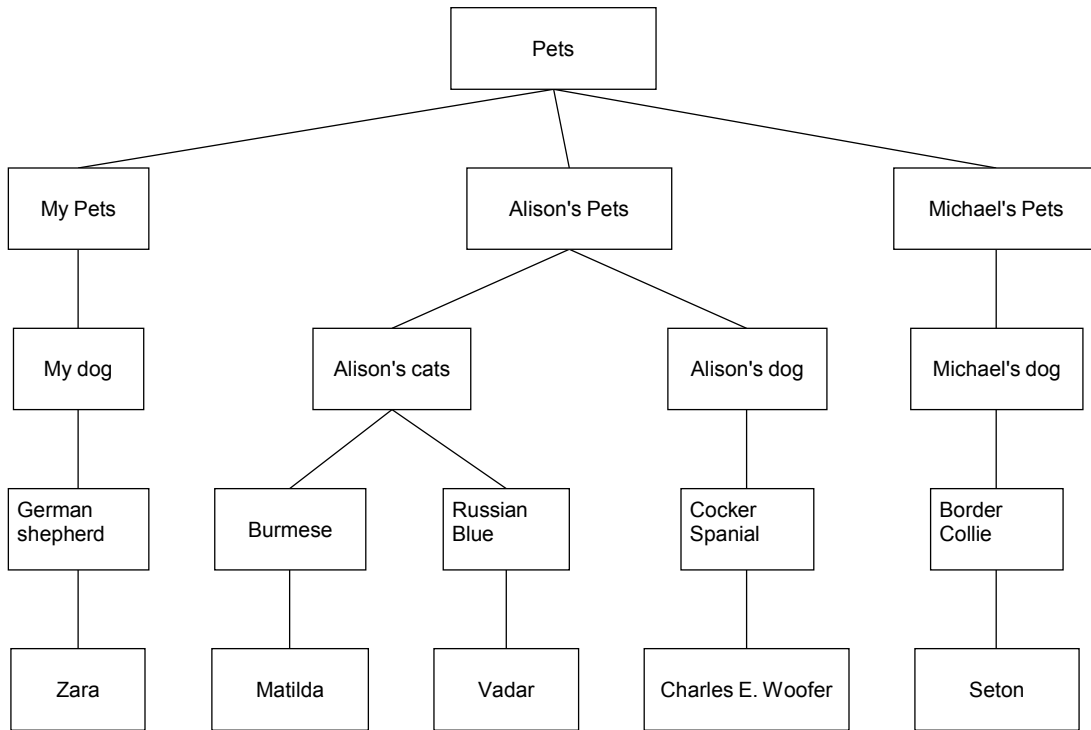 Pets
My Pets
Alison's Pets
Michael's Pets
My dog
Alison's cats
Alison's dog
Michael's dog
German
shepherd
Burmese
Russian
Blue
Cocker
Spanial
Border
Collie
Zara
Matilda
Vadar
Charles E. Woofer
Seton